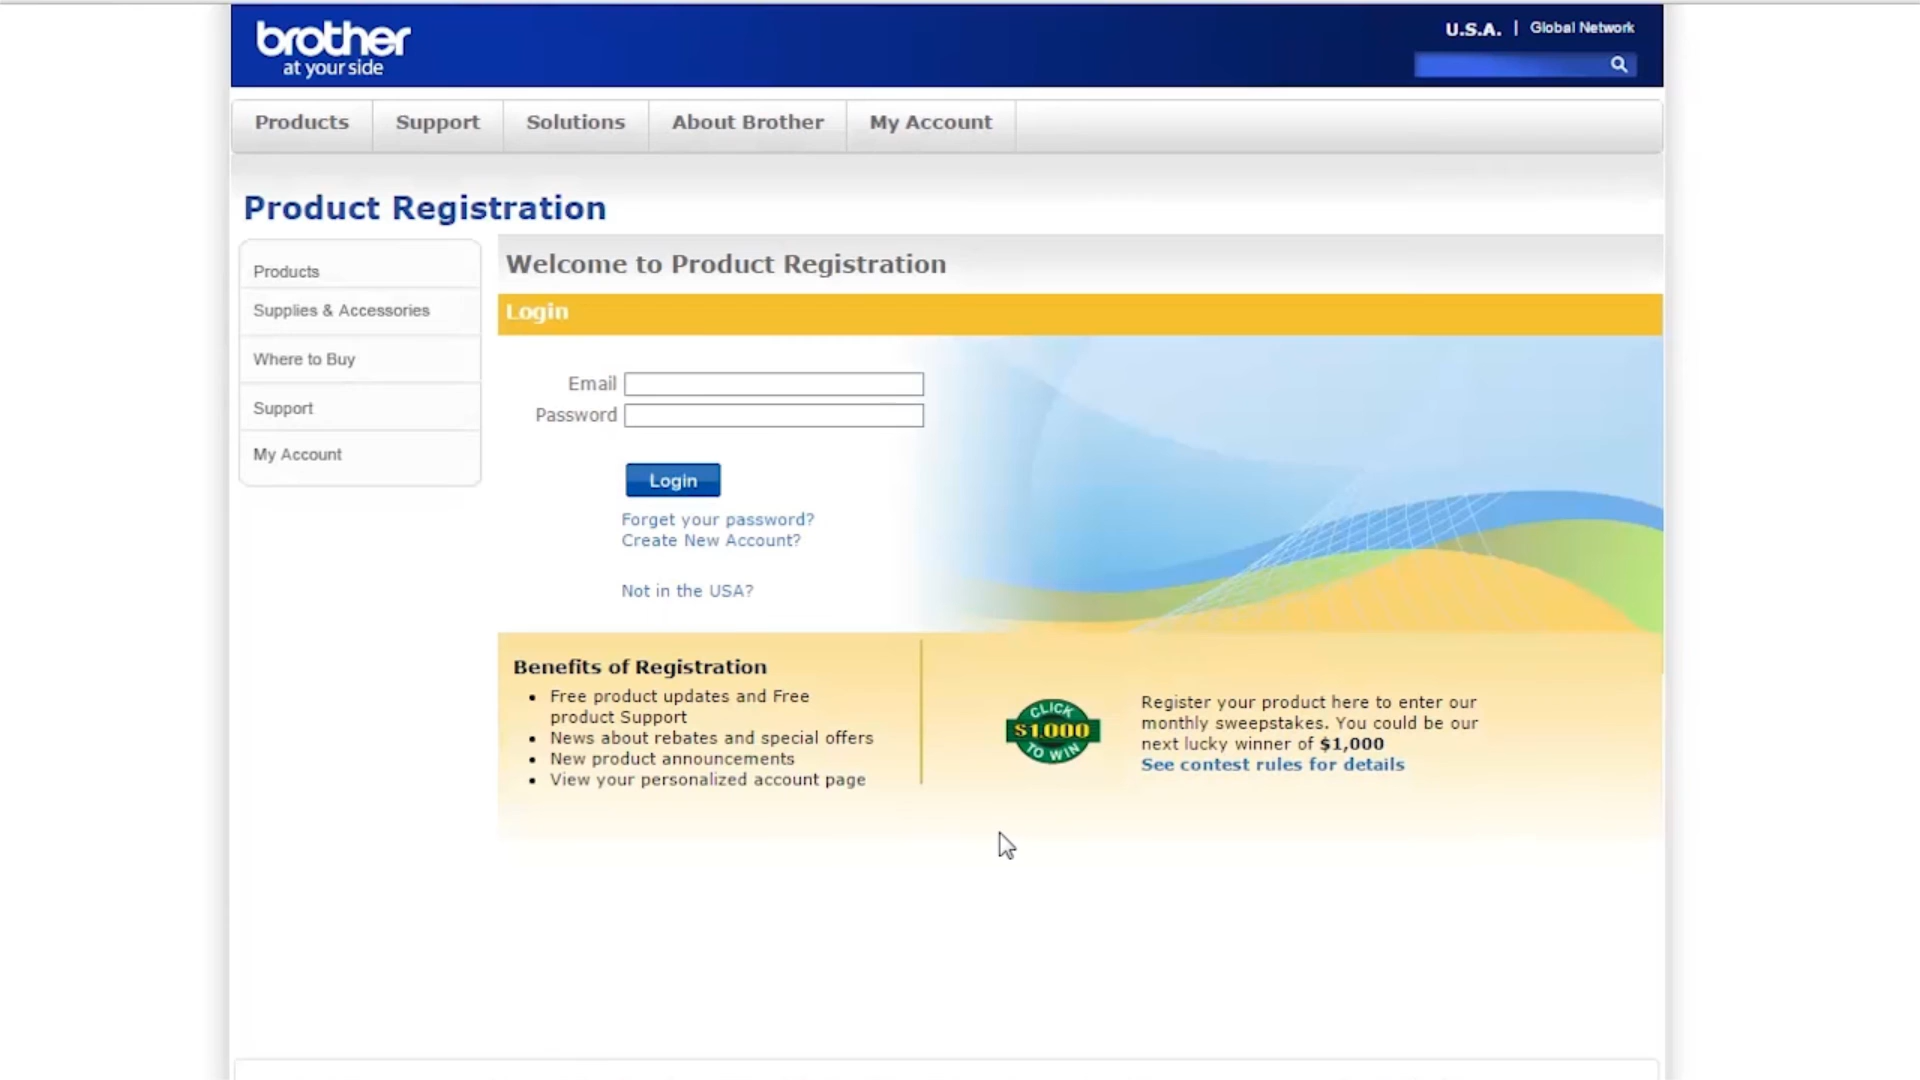 brother
at your side
U.S.A. | Global Network
Products
Support
Solutions
About Brother
My Account
Product Registration
Products
Supplies & Accessories
Where to Buy
Support
My Account
Welcome to Product Registration
Login
Email
Password
Login
Forget your password?
Create New Account?
Not in the USA?
Benefits of Registration
• Free product updates and Free
product Support
• News about rebates and special offers
• New product announcements
• View your personalized account page
CLICK
$1,000
TO WIN
Register your product here to enter our
monthly sweepstakes. You could be our
next lucky winner of $1,000
See contest rules for details